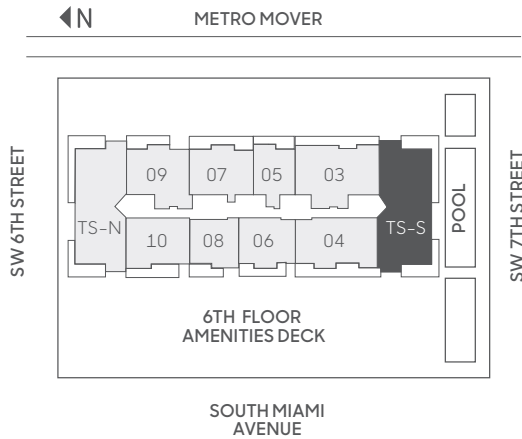 N
METRO MOVER
SW 6TH STREET
09
07
05
03
TS-N
TS-S
10
08
06
04
POOL
SW 7TH STREET
6TH FLOOR
AMENITIES DECK
SOUTH MIAMI
AVENUE